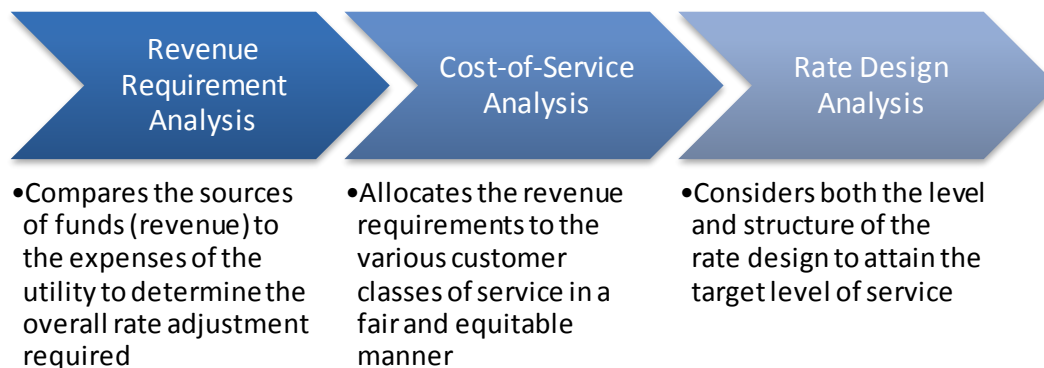 Revenue
Requirement
Analysis
•Compares the sources
of funds (revenue) to
the expenses of the
utility to determine the
overall rate adjustment
required
Cost-of-Service
Analysis
•Allocates the revenue
requirements to the
various customer
classes of service in a
fair and equitable
manner
Rate Design
Analysis
•Considers both the level
and structure of the
rate design to attain the
target level of service